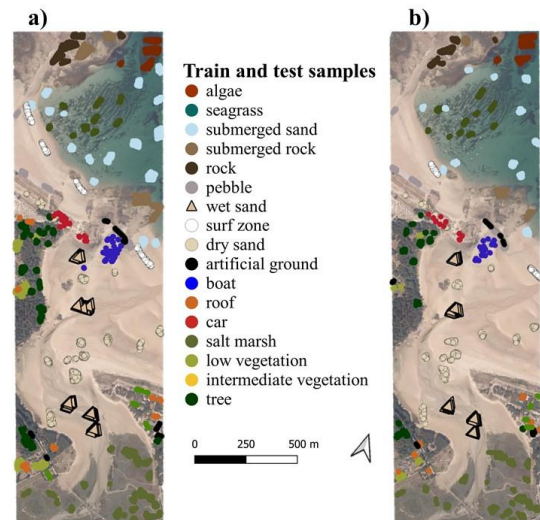 a)
b)
Train and test samples
algae
seagrass
submerged sand
submerged rock
rock
pebble
wet sand
surf zone
dry sand
artificial ground
boat
roof
car
salt marsh
low vegetation
intermediate vegetation
tree
0 250 500 m